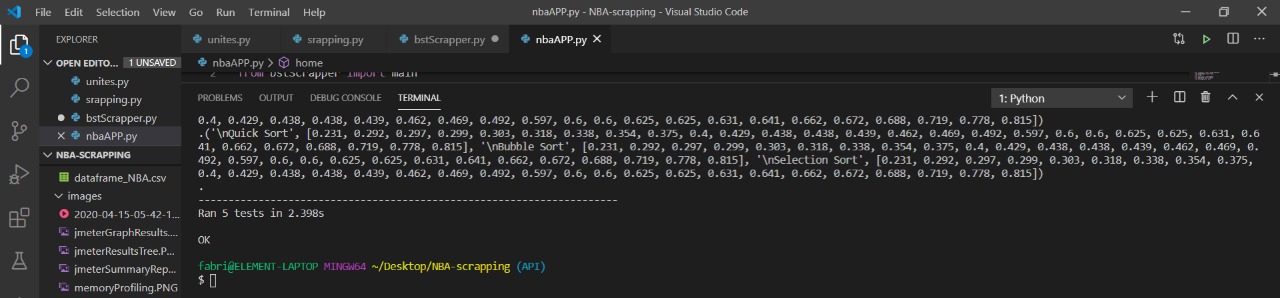 File Edit Selection View Go Run Terminal Help nbaAPP.py - NBA-scrapping - Visual Studio Code
EXPLORER unites.py srapping.py bstScrapper.py nbaAPP.py
OPEN EDITO... 1 UNSAVED nbaAPP.py > home
unites.py 2 from bstScrapper import main
srapping.py PROBLEMS OUTPUT DEBUG CONSOLE TERMINAL 1: Python
bstScrapper.py 0.4, 0.429, 0.438, 0.438, 0.439, 0.462, 0.469, 0.492, 0.597, 0.6, 0.6, 0.625, 0.625, 0.631, 0.641, 0.662, 0.672, 0.688, 0.719, 0.778, 0.815])
nbaAPP.py .('\nQuick Sort', [0.231, 0.292, 0.297, 0.299, 0.303, 0.318, 0.338, 0.354, 0.375, 0.4, 0.429, 0.438, 0.438, 0.439, 0.462, 0.469, 0.492, 0.597, 0.6, 0.6, 0.625, 0.625, 0.631, 0.6
NBA-SCRAPPING 41, 0.662, 0.672, 0.688, 0.719, 0.778, 0.815], '\nBubble Sort', [0.231, 0.292, 0.297, 0.299, 0.303, 0.318, 0.338, 0.354, 0.375, 0.4, 0.429, 0.438, 0.438, 0.439, 0.462, 0.469, 0.
492, 0.597, 0.6, 0.6, 0.625, 0.625, 0.631, 0.641, 0.662, 0.672, 0.688, 0.719, 0.778, 0.815], '\nSelection Sort', [0.231, 0.292, 0.297, 0.299, 0.303, 0.318, 0.338, 0.354, 0.375,
dataframe_NBA.csv 0.4, 0.429, 0.438, 0.438, 0.439, 0.462, 0.469, 0.492, 0.597, 0.6, 0.6, 0.625, 0.625, 0.631, 0.641, 0.662, 0.672, 0.688, 0.719, 0.778, 0.815])
images .
----------------------------------------------------------------------
2020-04-15-05-42-1... Ran 5 tests in 2.398s
jmeterGraphResults....
jmeterResultsTree.P... OK
jmeterSummaryRep... fabri@ELEMENT-LAPTOP MINGW64 ~/Desktop/NBA-scrapping (API)
memoryProfiling.PNG $